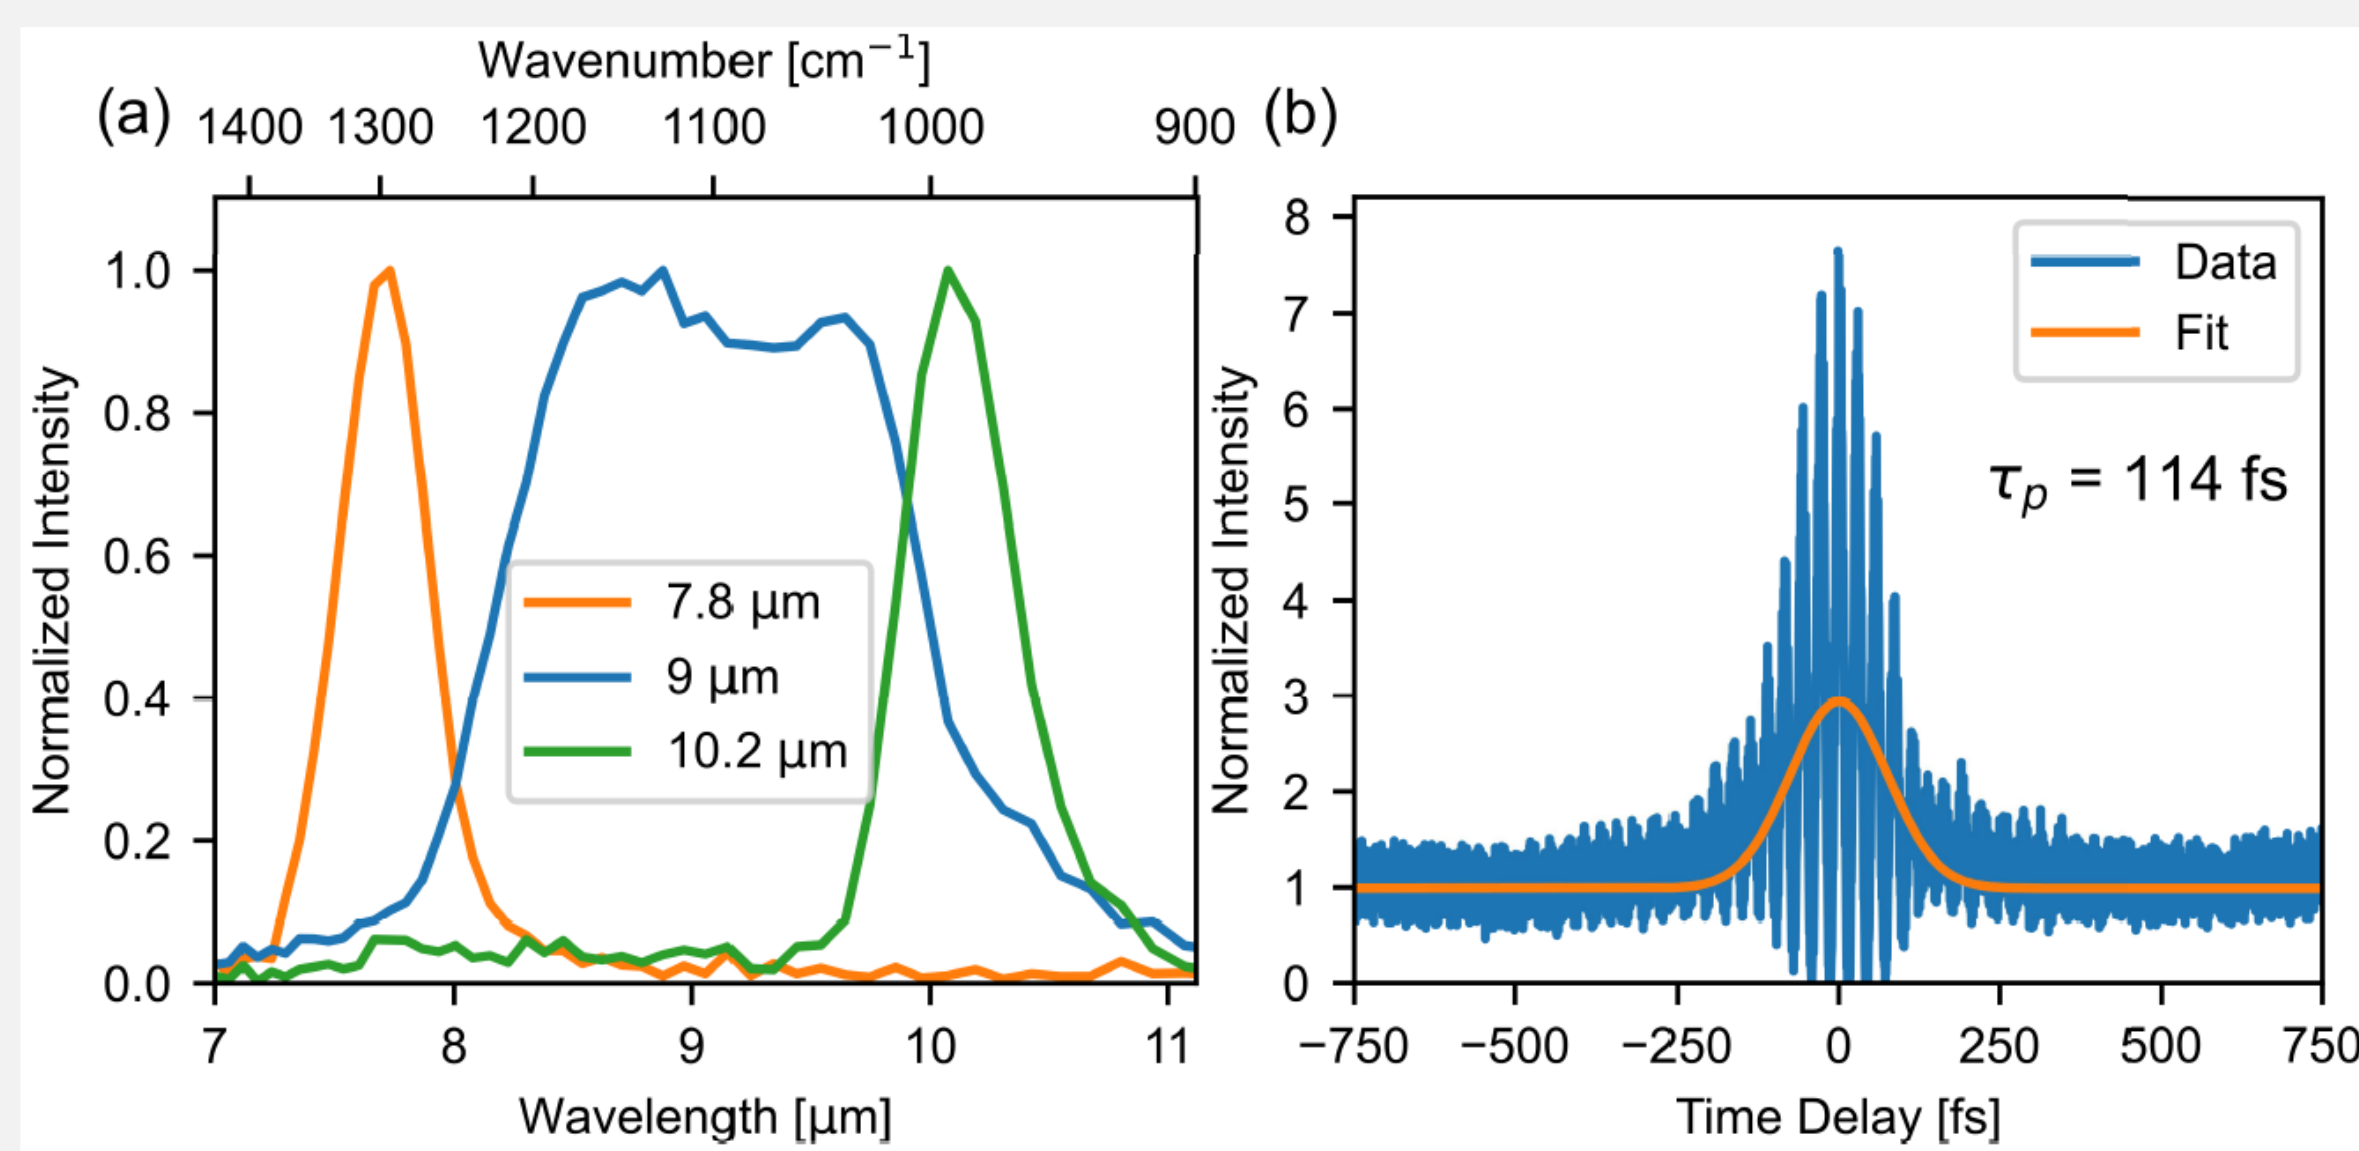 (a)
Wavenumber [cm⁻¹]
1400 1300 1200 1100 1000 900
Normalized Intensity
1.0
0.8
0.6
0.4
0.2
0.0
7.8 µm
9 µm
10.2 µm
7 8 9 10 11
Wavelength [µm]
(b)
Normalized Intensity
8
7
6
5
4
3
2
1
0
Data
Fit
τₚ = 114 fs
−750 −500 −250 0 250 500 750
Time Delay [fs]